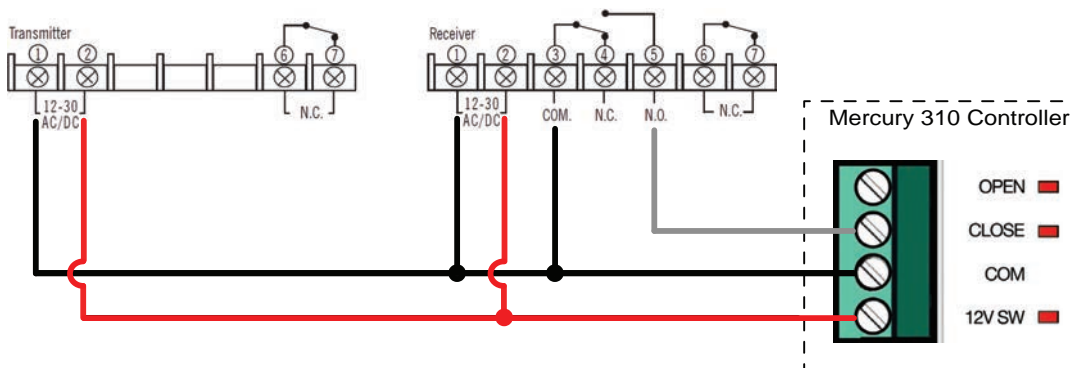 Transmitter
1 2 6 7
12-30
AC/DC
N.C.
Receiver
1 2 3 4 5 6 7
12-30
AC/DC
COM.
N.C.
N.O.
N.C.
Mercury 310 Controller
OPEN
CLOSE
COM
12V SW